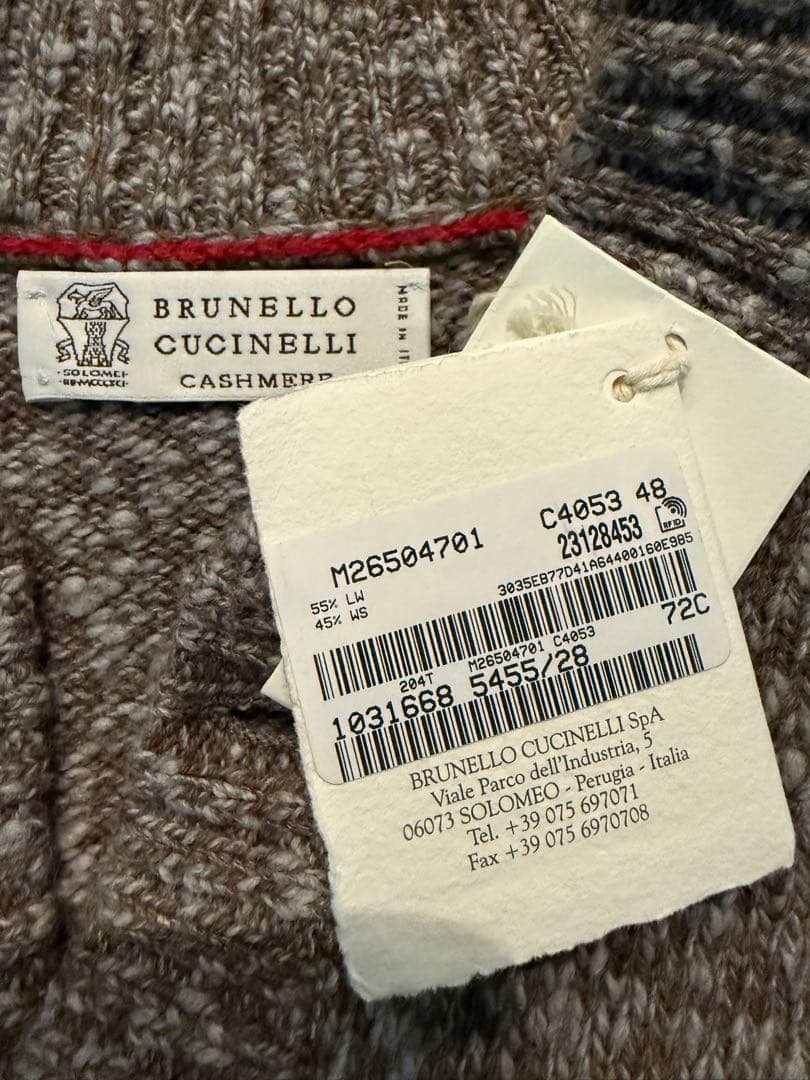 BRUNELLO
CUCINELLI
CASHMERE
MADE IN
SOLOMEO
M26504701
C4053 48
23128453
RFID
55% LW
45% WS
3035EB77D41A64400160E985
72C
204T M26504701 C4053
1031668 5455/28
BRUNELLO CUCINELLI SpA
Viale Parco dell'Industria, 5
06073 SOLOMEO - Perugia - Italia
Tel. +39 075 697071
Fax +39 075 6970708